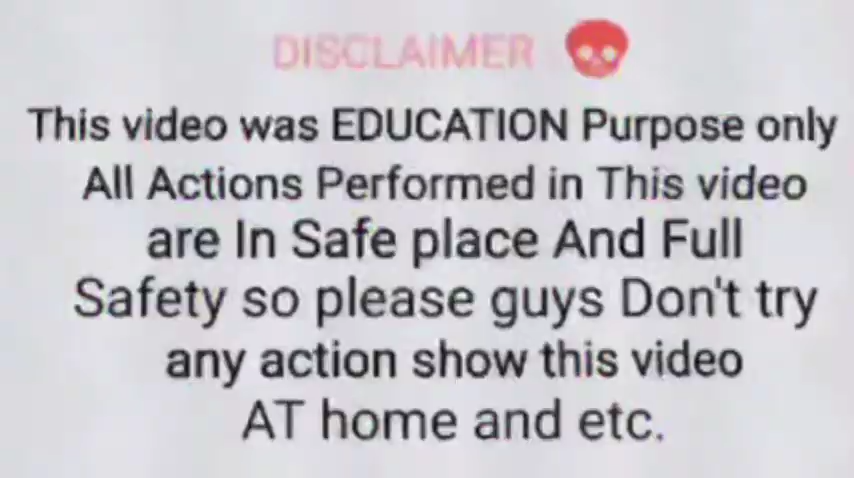 DISCLAIMER
This video was EDUCATION Purpose only
All Actions Performed in This video
are In Safe place And Full
Safety so please guys Don't try
any action show this video
AT home and etc.